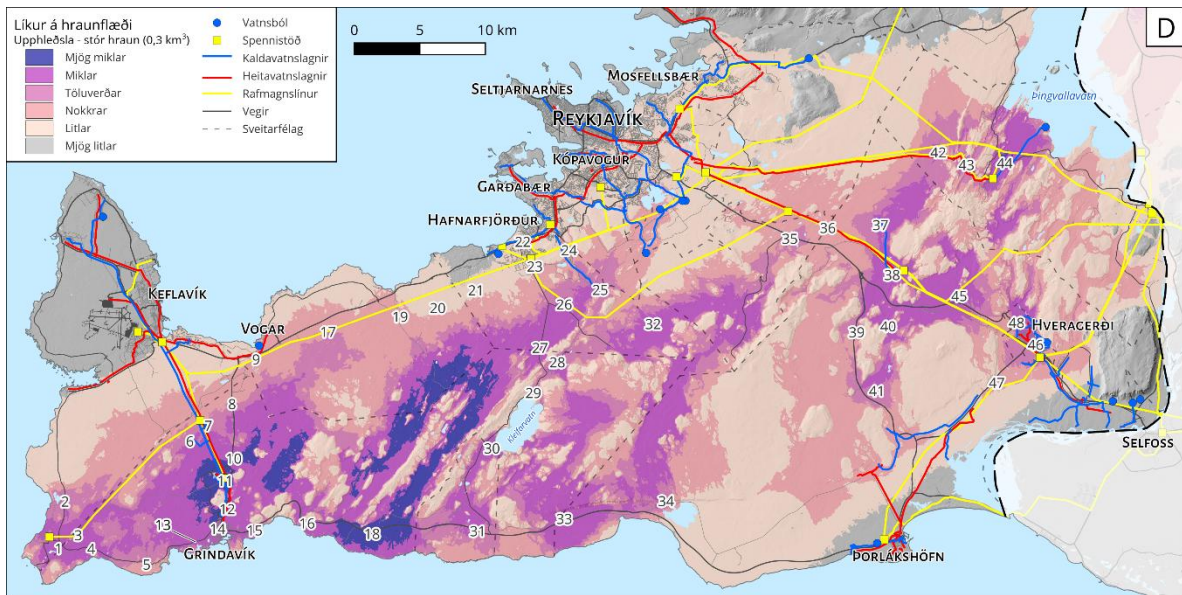 Líkur á hraunflæði
Upphleðsla - stór hraun (0,3 km³)
Mjög miklar
Miklar
Töluverðar
Nokkrar
Litlar
Mjög litlar
Vatnsból
Spennistöð
Kaldavatnslagnir
Heitavatnslagnir
Rafmagnslínur
Vegir
Sveitarfélag
0 5 10 km
D
Mosfellsbær
Seltjarnarnes
Reykjavík
Þingvallavatn
Kópavogur
42
43 44
Garðabær
Hafnarfjörður
37
36
35
22
24
23
38
Keflavík
21 25 45
20 26
19
32 40
39
48
Hveragerði
17
Vogar
46
27
9 28
47
29
41
8
Kleifarvatn
7
6
Selfoss
30
10
11
2
12
34
16 33
13 14 15 31
3 18
1 4
Grindavík
5
Þorlákshöfn